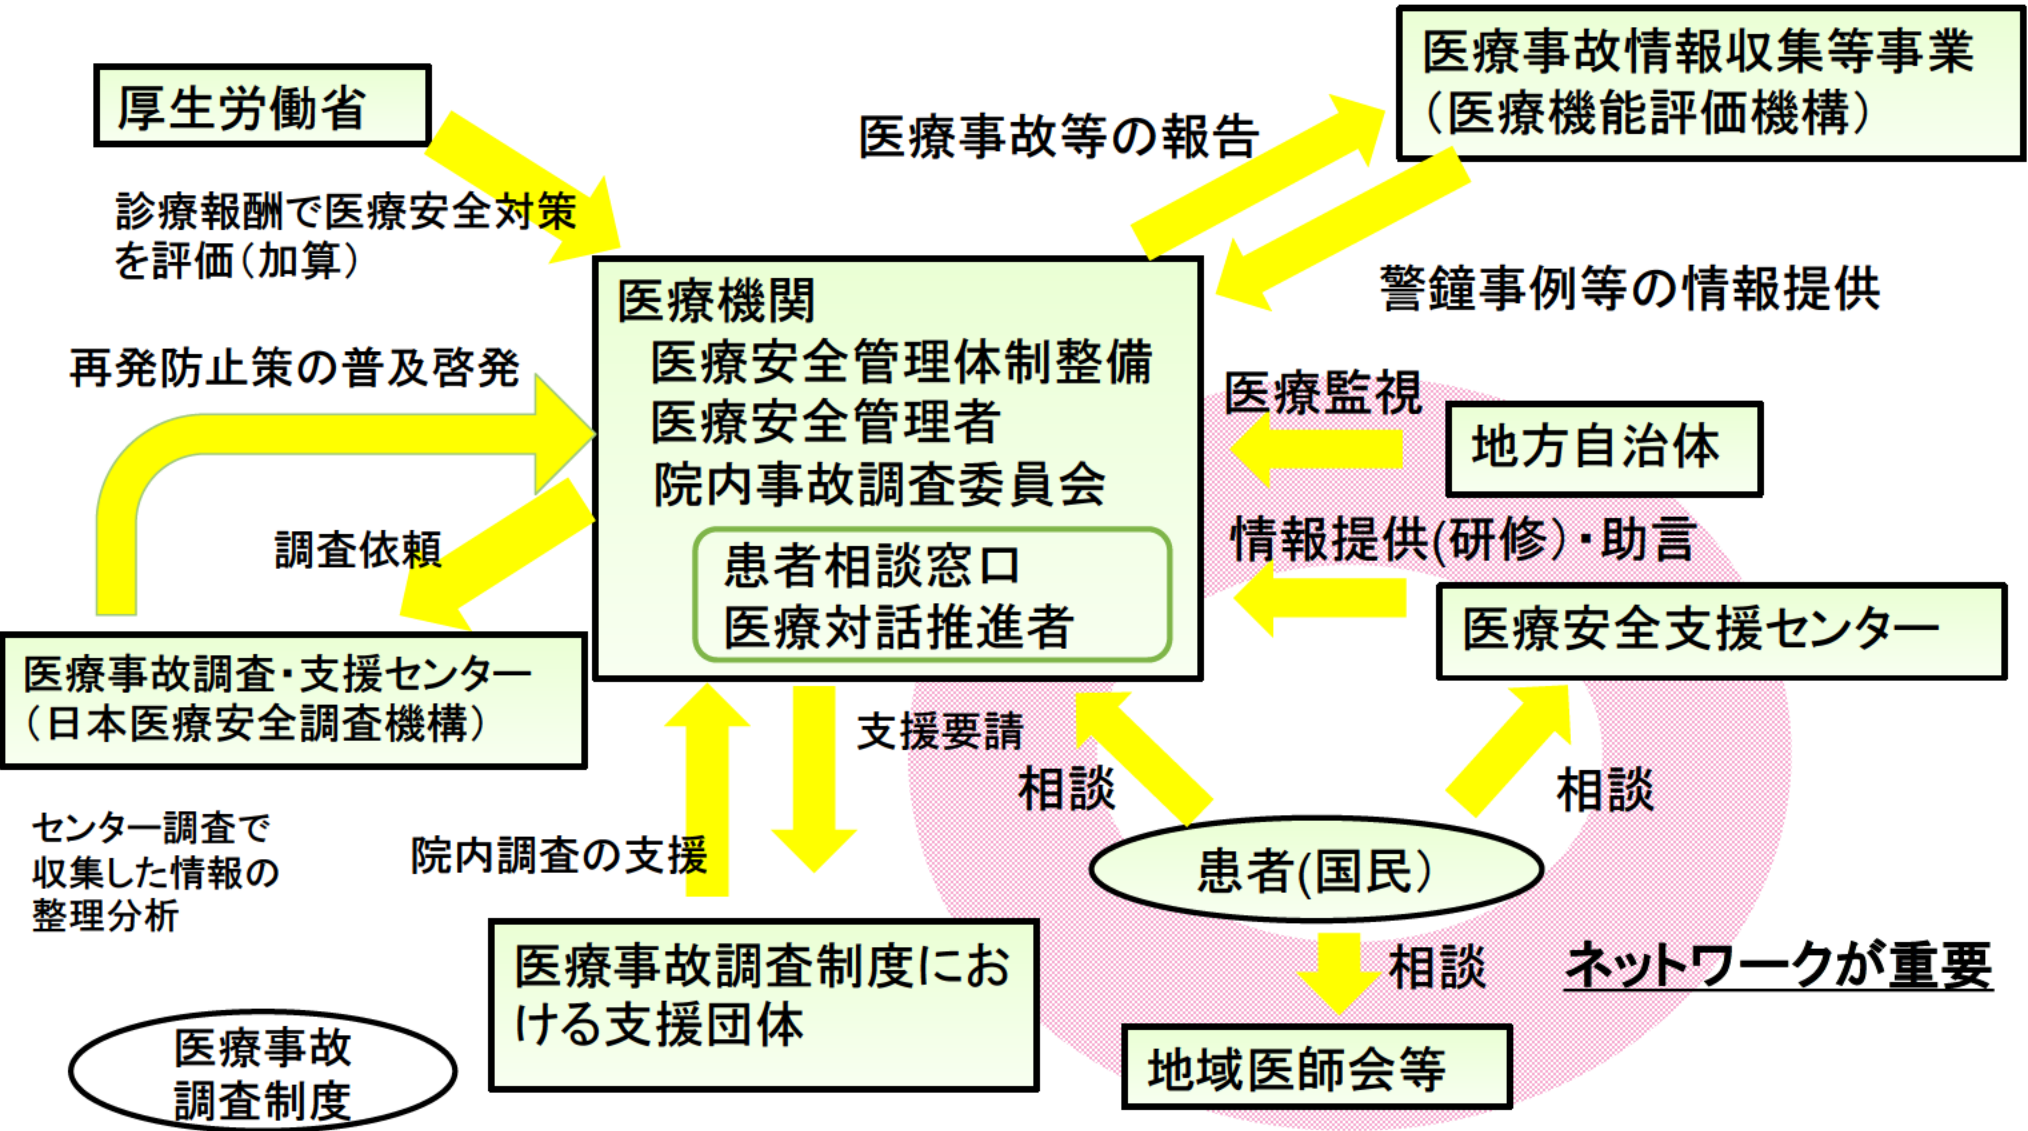 厚生労働省
医療事故情報収集等事業
（医療機能評価機構）
医療事故等の報告
診療報酬で医療安全対策
を評価（加算）
警鐘事例等の情報提供
医療機関
医療安全管理体制整備
医療安全管理者
院内事故調査委員会
患者相談窓口
医療対話推進者
再発防止策の普及啓発
医療監視
地方自治体
調査依頼
情報提供(研修）・助言
医療安全支援センター
医療事故調査・支援センター
（日本医療安全調査機構）
支援要請
相談
相談
センター調査で
収集した情報の
整理分析
院内調査の支援
患者(国民）
医療事故調査制度にお
ける支援団体
相談
ネットワークが重要
地域医師会等
医療事故
調査制度